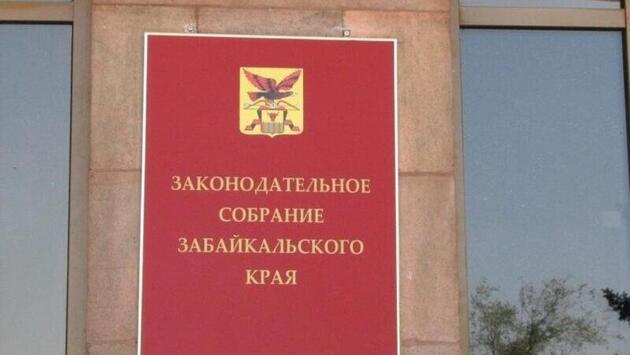 ЗАКОНОДАТЕЛЬНОЕ
СОБРАНИЕ
ЗАБАЙКАЛЬСКОГО
КРАЯ